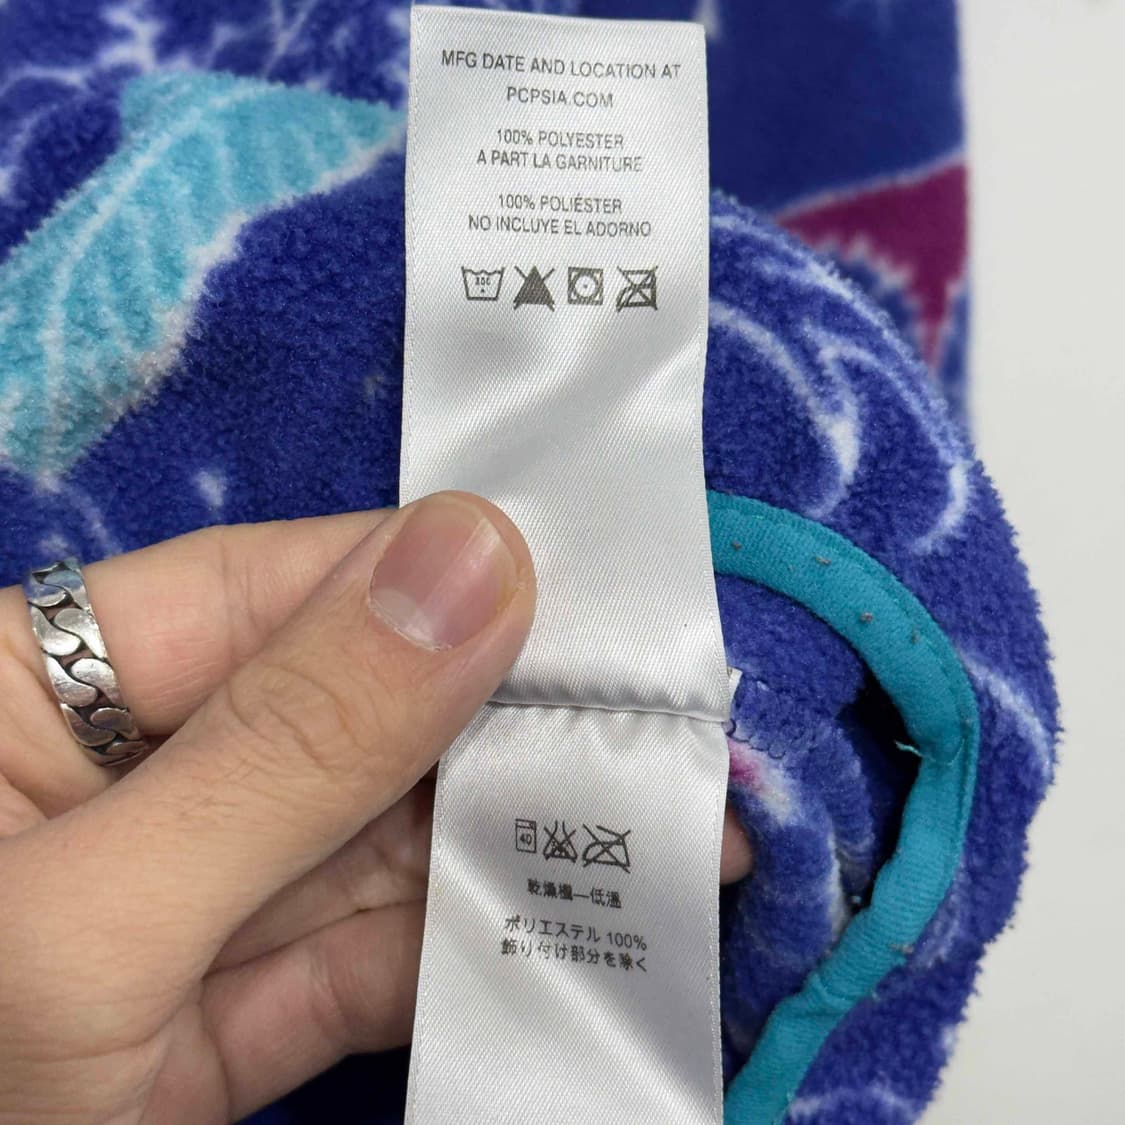 MFG DATE AND LOCATION AT
PCPSIA.COM
100% POLYESTER
A PART LA GARNITURE
100% POLIÉSTER
NO INCLUYE EL ADORNO
30C
40
乾燥機—低温
ポリエステル 100%
飾り付け部分を除く